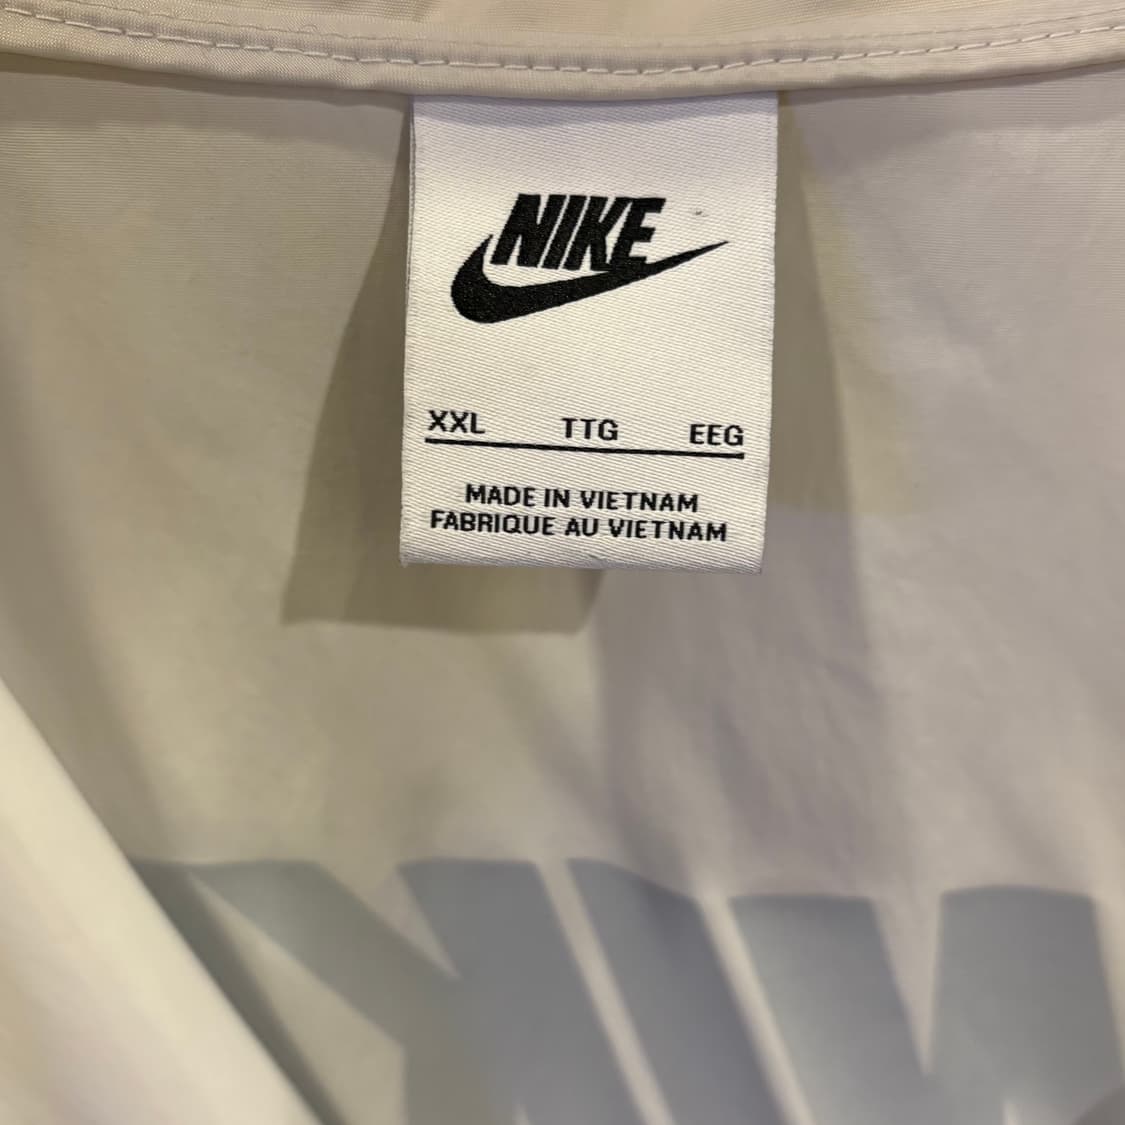 NIKE
XXL TTG EEG
MADE IN VIETNAM
FABRIQUE AU VIETNAM